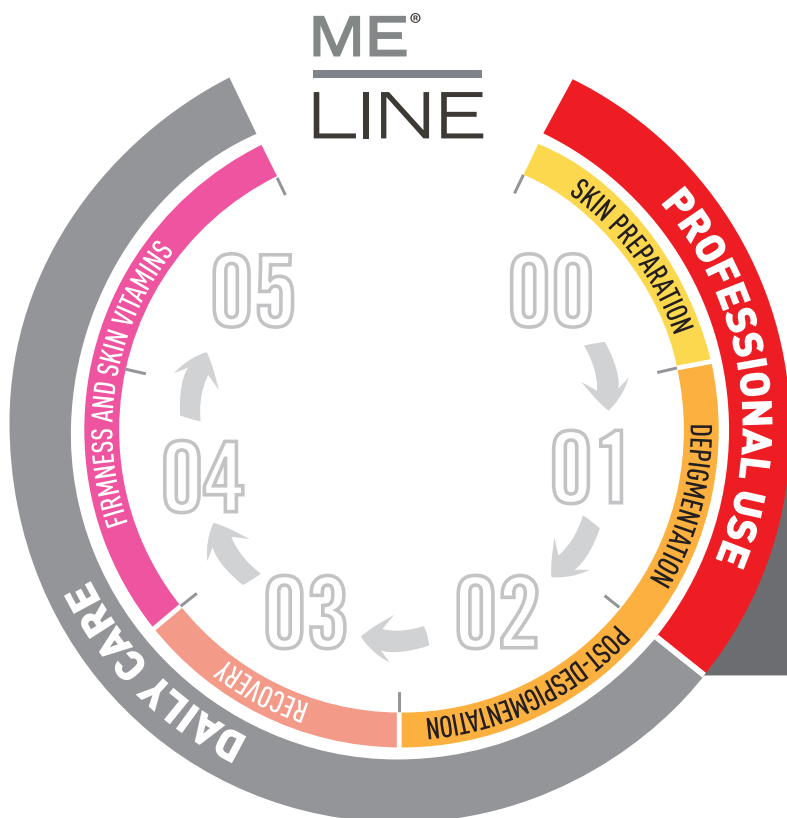 ME®
LINE
PROFESSIONAL USE
SKIN PREPARATION
00
DEPIGMENTATION
01
POST-DESPIGMENTATION
02
RECOVERY
03
FIRMNESS AND SKIN VITAMINS
04
05
DAILY CARE